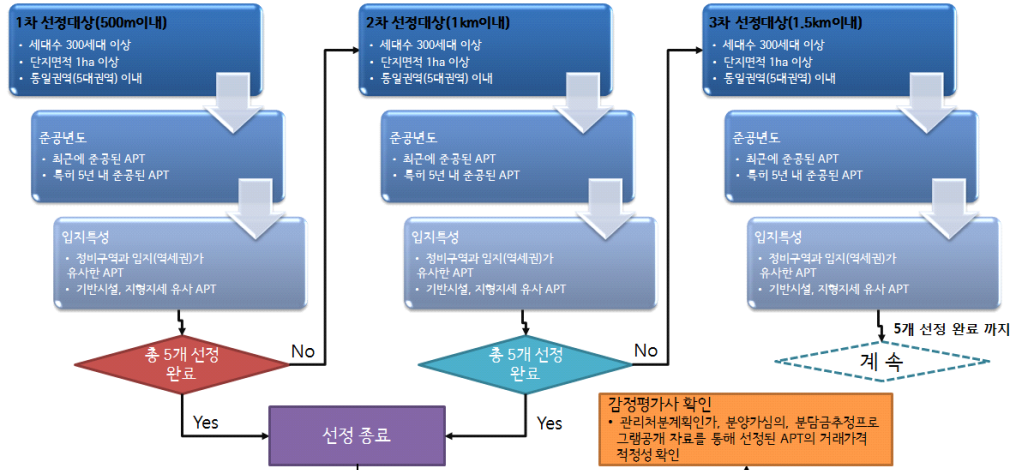 1차 선정대상(500m이내)
• 세대수 300세대 이상
• 단지면적 1ha 이상
• 통일권역(5대권역) 이내
준공년도
• 최근에 준공된 APT
• 특히 5년 내 준공된 APT
입지특성
• 정비구역과 입지(역세권)가
유사한 APT
• 기반시설, 지형지세 유사 APT
총 5개 선정
완료
No
Yes
2차 선정대상(1km이내)
• 세대수 300세대 이상
• 단지면적 1ha 이상
• 통일권역(5대권역) 이내
준공년도
• 최근에 준공된 APT
• 특히 5년 내 준공된 APT
입지특성
• 정비구역과 입지(역세권)가
유사한 APT
• 기반시설, 지형지세 유사 APT
총 5개 선정
완료
No
Yes
3차 선정대상(1.5km이내)
• 세대수 300세대 이상
• 단지면적 1ha 이상
• 통일권역(5대권역) 이내
준공년도
• 최근에 준공된 APT
• 특히 5년 내 준공된 APT
입지특성
• 정비구역과 입지(역세권)가
유사한 APT
• 기반시설, 지형지세 유사 APT
5개 선정 완료 까지
계 속
선정 종료
감정평가사 확인
• 관리처분계획인가, 분양가심의, 분담금추정프로
그램공개 자료를 통해 선정된 APT의 거래가격
적정성 확인